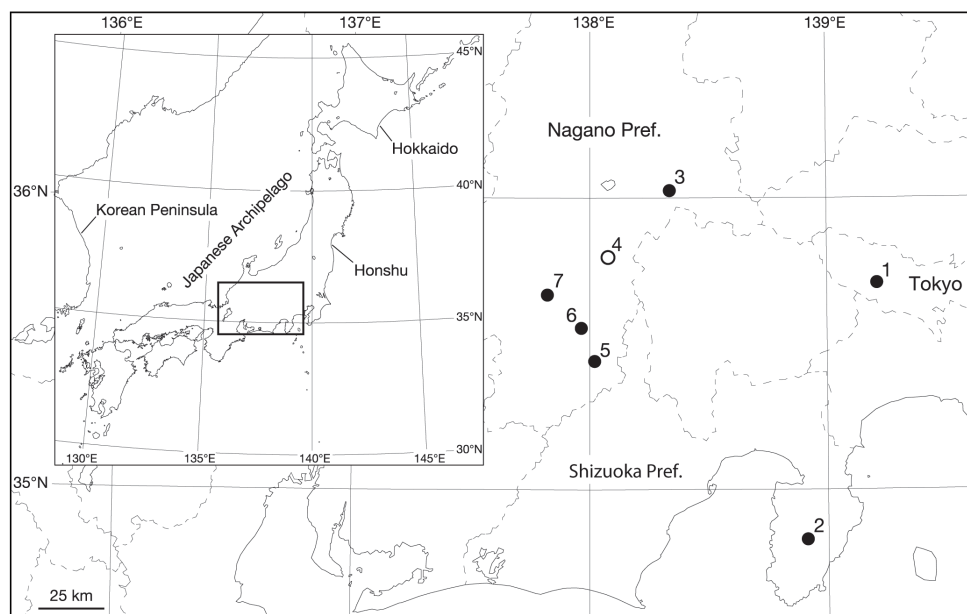 136°E
137°E
138°E
139°E
45°N
Nagano Pref.
Hokkaido
3
36°N
40°N
Korean Peninsula
Japanese Archipelago
4
Honshu
1
Tokyo
7
6
35°N
5
30°N
130°E
135°E
140°E
145°E
Shizuoka Pref.
35°N
2
25 km